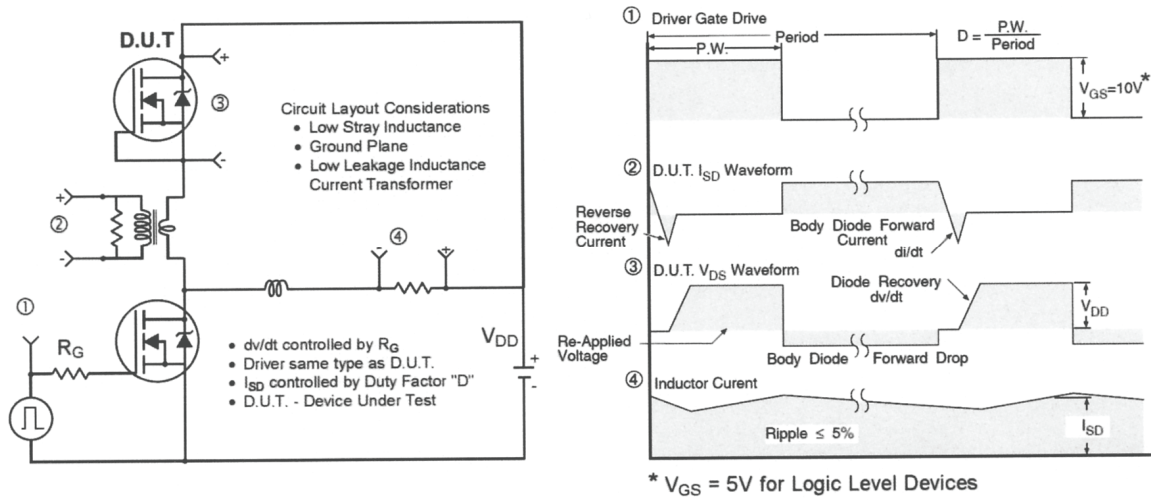 D.U.T
+
③
-
Circuit Layout Considerations
• Low Stray Inductance
• Ground Plane
• Low Leakage Inductance
Current Transformer
+
②
-
④
- +
①
R_G
• dv/dt controlled by R_G
• Driver same type as D.U.T.
• I_SD controlled by Duty Factor "D"
• D.U.T. - Device Under Test
V_DD
+
-
① Driver Gate Drive
Period
P.W.
D = P.W. / Period
V_GS=10V*
② D.U.T. I_SD Waveform
Reverse
Recovery
Current
Body Diode Forward
Current
di/dt
③ D.U.T. V_DS Waveform
Diode Recovery
dv/dt
V_DD
Re-Applied
Voltage
Body Diode Forward Drop
④ Inductor Curent
I_SD
Ripple ≤ 5%
* V_GS = 5V for Logic Level Devices